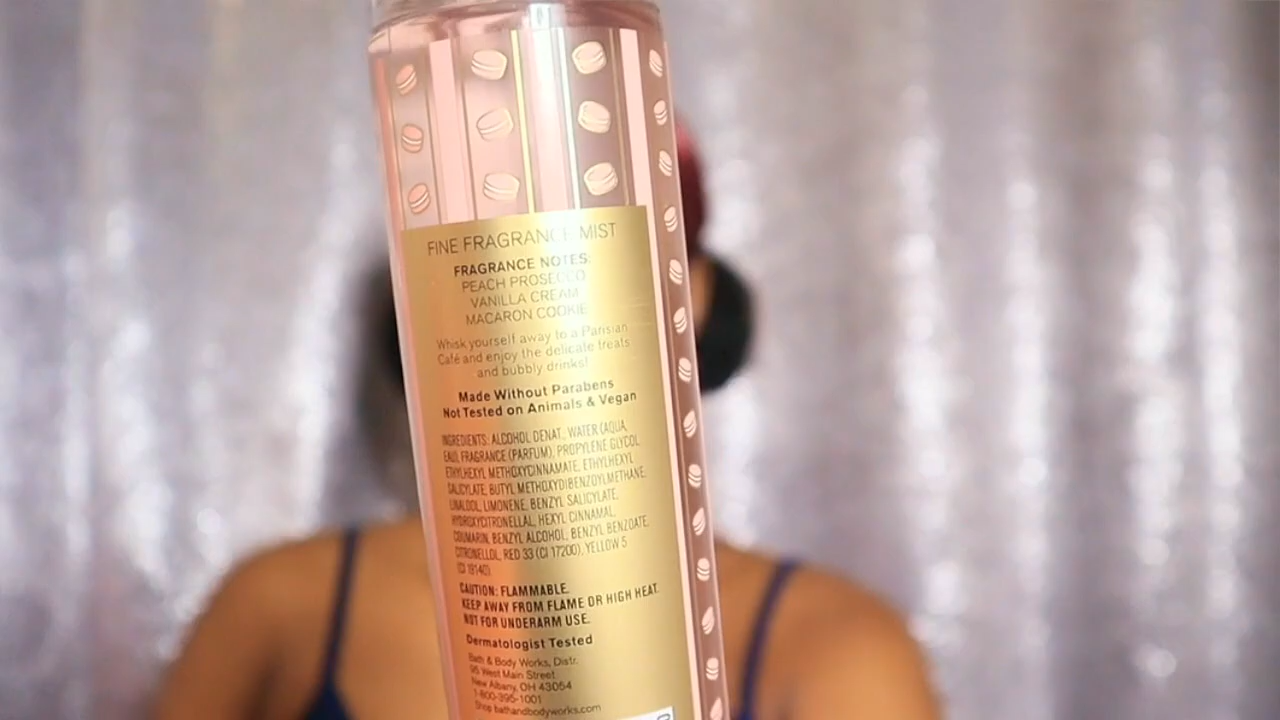 FINE FRAGRANCE MIST
FRAGRANCE NOTES:
PEACH PROSECCO
VANILLA CREAM
MACARON COOKIE
Whisk yourself away to a Parisian
Café and enjoy the delicate treats
and bubbly drinks!
Made Without Parabens
Not Tested on Animals & Vegan
INGREDIENTS: ALCOHOL DENAT., WATER (AQUA,
EAU), FRAGRANCE (PARFUM), PROPYLENE GLYCOL,
ETHYLHEXYL METHOXYCINNAMATE, ETHYLHEXYL
SALICYLATE, BUTYL METHOXYDIBENZOYLMETHANE,
LINALOOL, LIMONENE, BENZYL SALICYLATE,
HYDROXYCITRONELLAL, HEXYL CINNAMAL,
COUMARIN, BENZYL ALCOHOL, BENZYL BENZOATE,
CITRONELLOL, RED 33 (CI 17200), YELLOW 5
(CI 19140).
CAUTION: FLAMMABLE.
KEEP AWAY FROM FLAME OR HIGH HEAT.
NOT FOR UNDERARM USE.
Dermatologist Tested
Bath & Body Works, Distr.
95 West Main Street
New Albany, OH 43054
1-800-395-1001
Shop bathandbodyworks.com